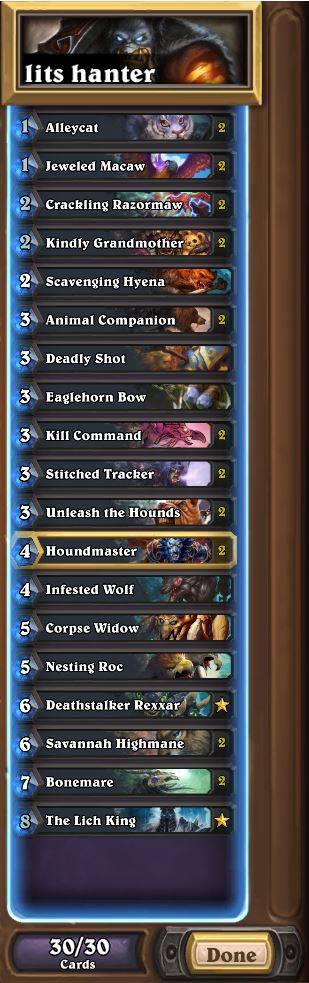 lits hanter
1 Alleycat 2
1 Jeweled Macaw 2
2 Crackling Razormaw 2
2 Kindly Grandmother 2
2 Scavenging Hyena
3 Animal Companion 2
3 Deadly Shot
3 Eaglehorn Bow
3 Kill Command 2
3 Stitched Tracker 2
3 Unleash the Hounds 2
4 Houndmaster 2
4 Infested Wolf
5 Corpse Widow
5 Nesting Roc
6 Deathstalker Rexxar
6 Savannah Highmane 2
7 Bonemare 2
8 The Lich King
30/30
Cards
Done